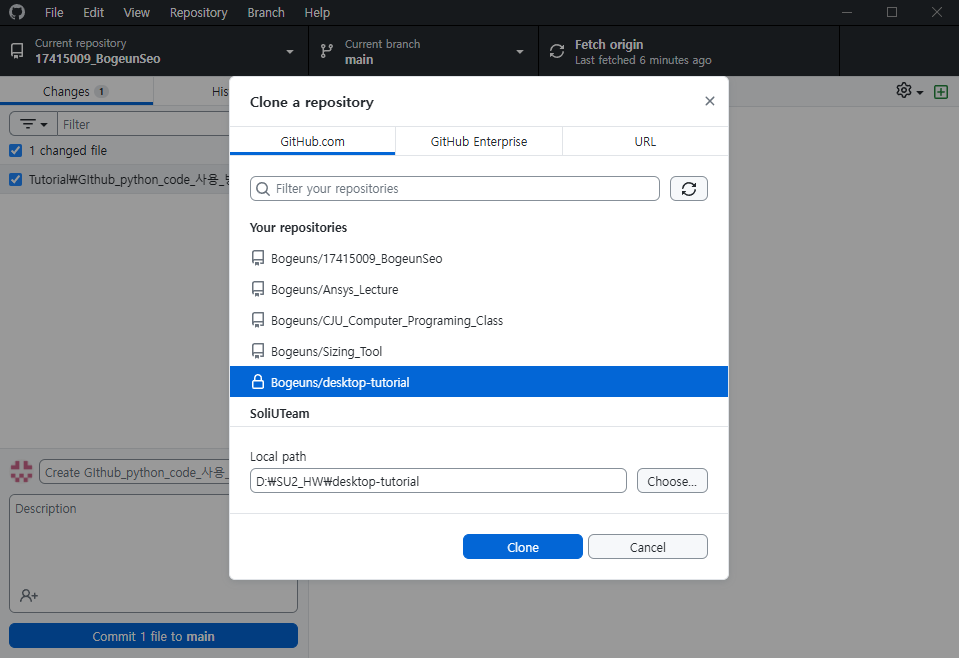 File Edit View Repository Branch Help
Current repository
17415009_BogeunSeo
Current branch
main
Fetch origin
Last fetched 6 minutes ago
Changes 1
His
Filter
1 changed file
Tutorial₩GIthub_python_code_사용_
Clone a repository
GitHub.com GitHub Enterprise URL
Filter your repositories
Your repositories
Bogeuns/17415009_BogeunSeo
Bogeuns/Ansys_Lecture
Bogeuns/CJU_Computer_Programing_Class
Bogeuns/Sizing_Tool
Bogeuns/desktop-tutorial
SoliUTeam
Local path
D:₩SU2_HW₩desktop-tutorial
Choose...
Clone Cancel
Create GIthub_python_code_사용_
Description
Commit 1 file to main